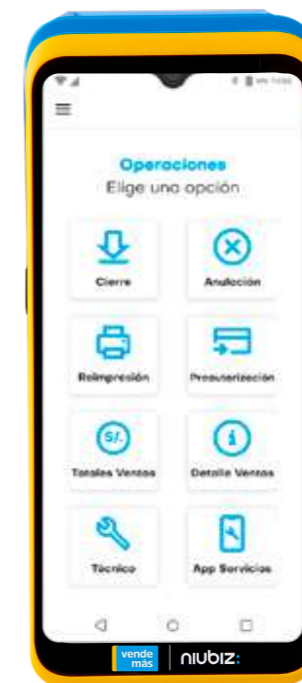 Operaciones
Elige una opción
Cierre
Anulación
Reimpresión
Preautorización
S/.
Totales Ventas
Detalle Ventas
Técnico
App Servicios
vende
más
niubiz: